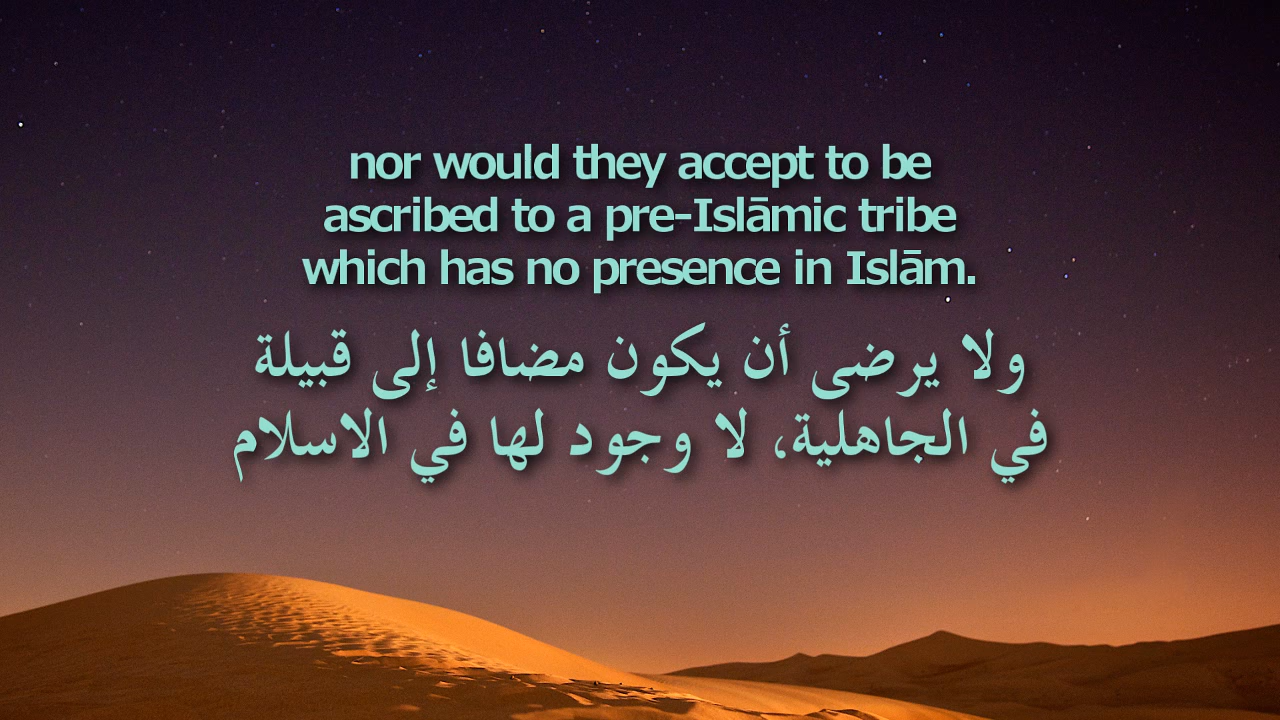 nor would they accept to be
ascribed to a pre-Islāmic tribe
which has no presence in Islām.
ولا يرضى أن يكون مضافا إلى قبيلة
في الجاهلية، لا وجود لها في الاسلام